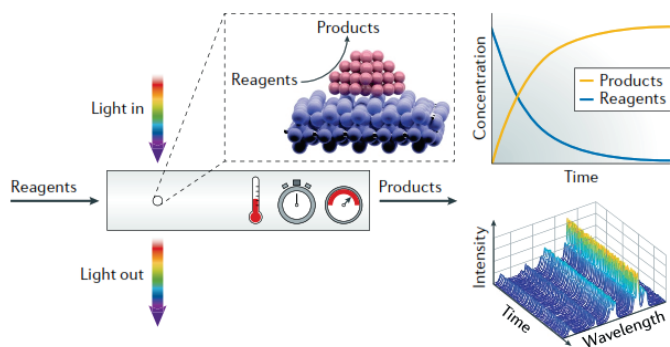 Products
Reagents
Light in
Reagents
Products
Light out
Concentration
Products
Reagents
Time
Intensity
Time
Wavelength